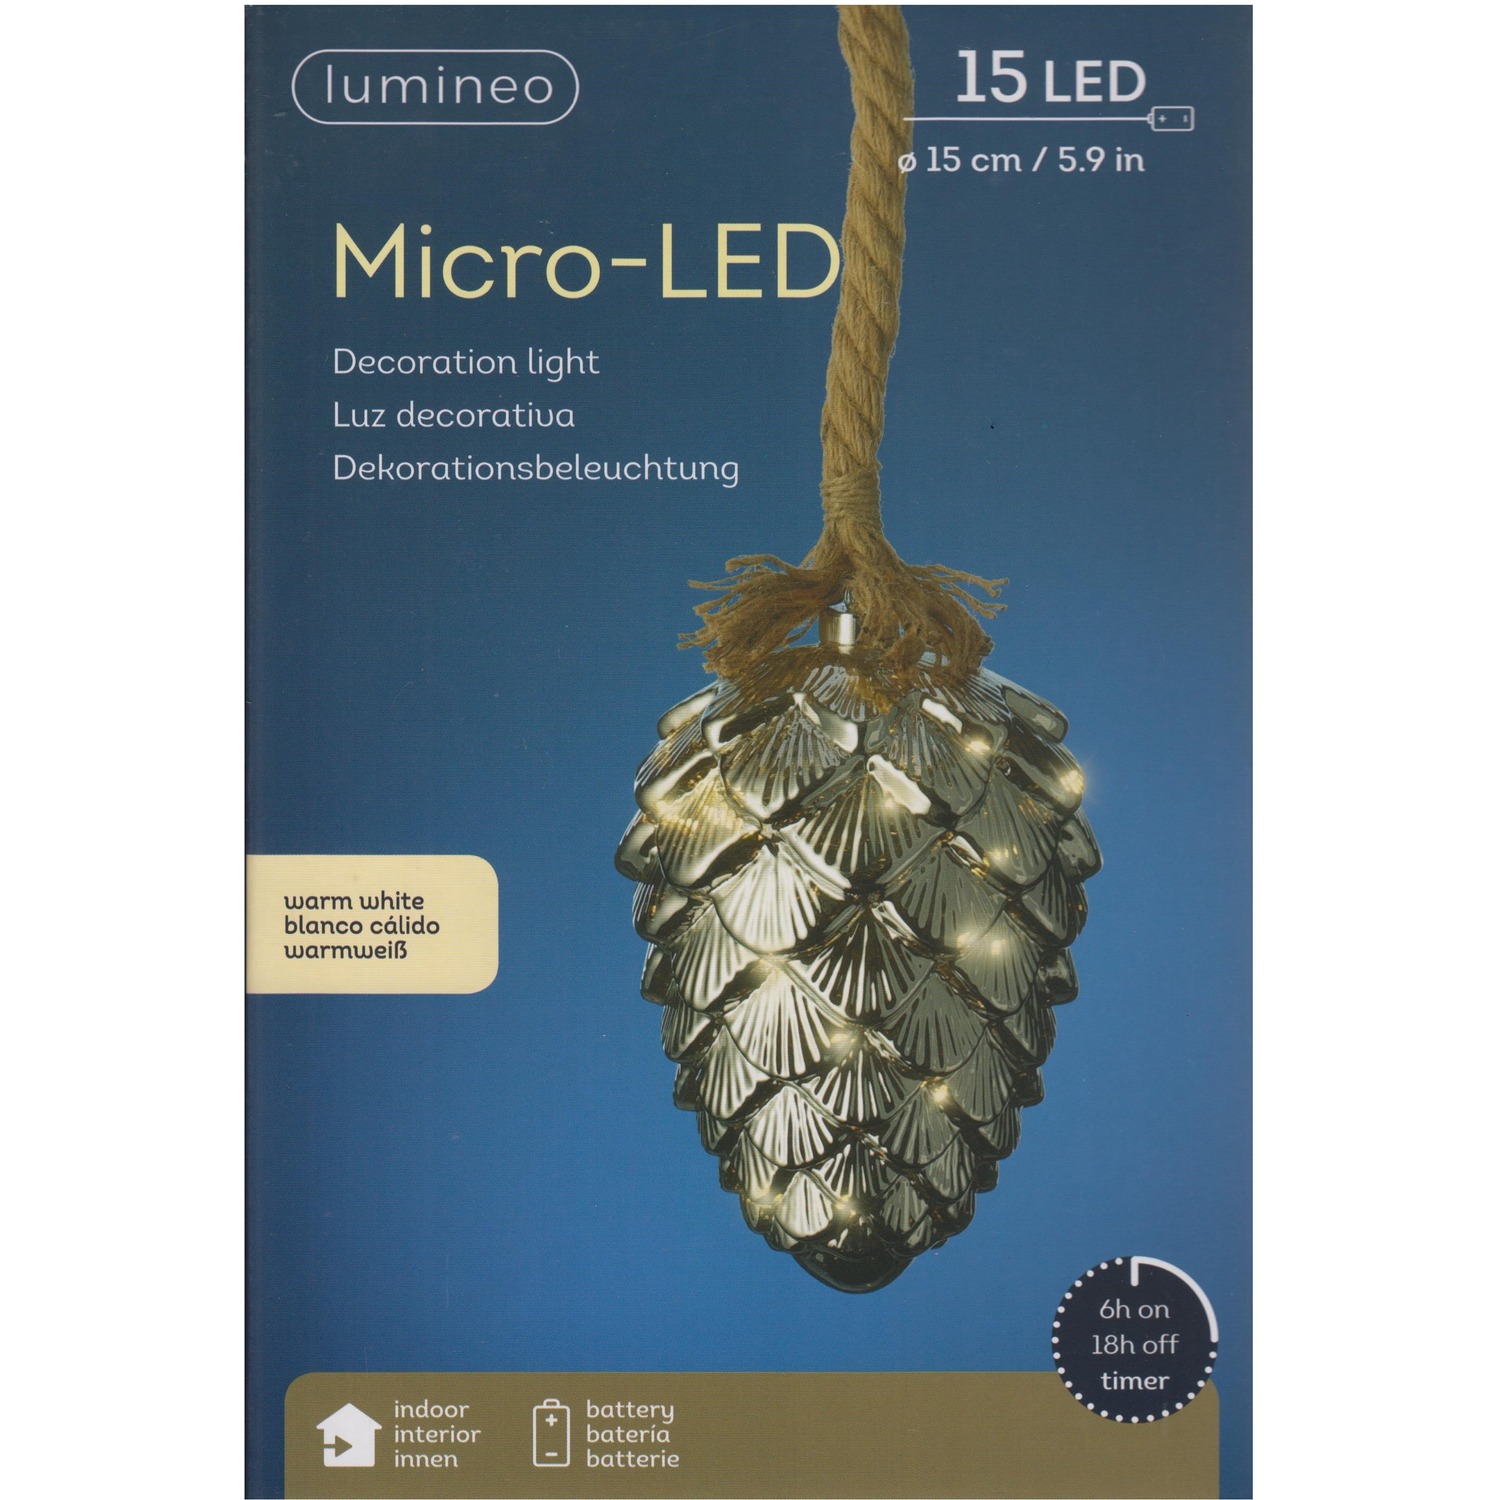 lumineo
15 LED
ø 15 cm / 5.9 in
Micro-LED
Decoration light
Luz decorativa
Dekorationsbeleuchtung
warm white
blanco cálido
warmweiß
6h on
18h off
timer
indoor
interior
innen
battery
batería
batterie